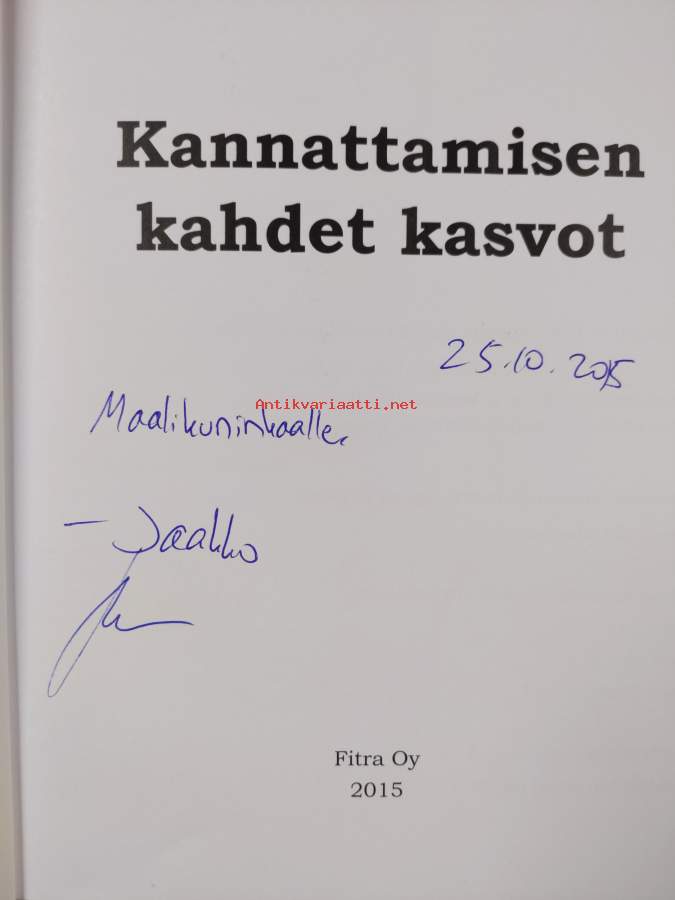 Kannattamisen
kahdet kasvot
25.10.2015
Antikvariaatti.net
Maalikuninkaalle
- Jaakko
Fitra Oy
2015